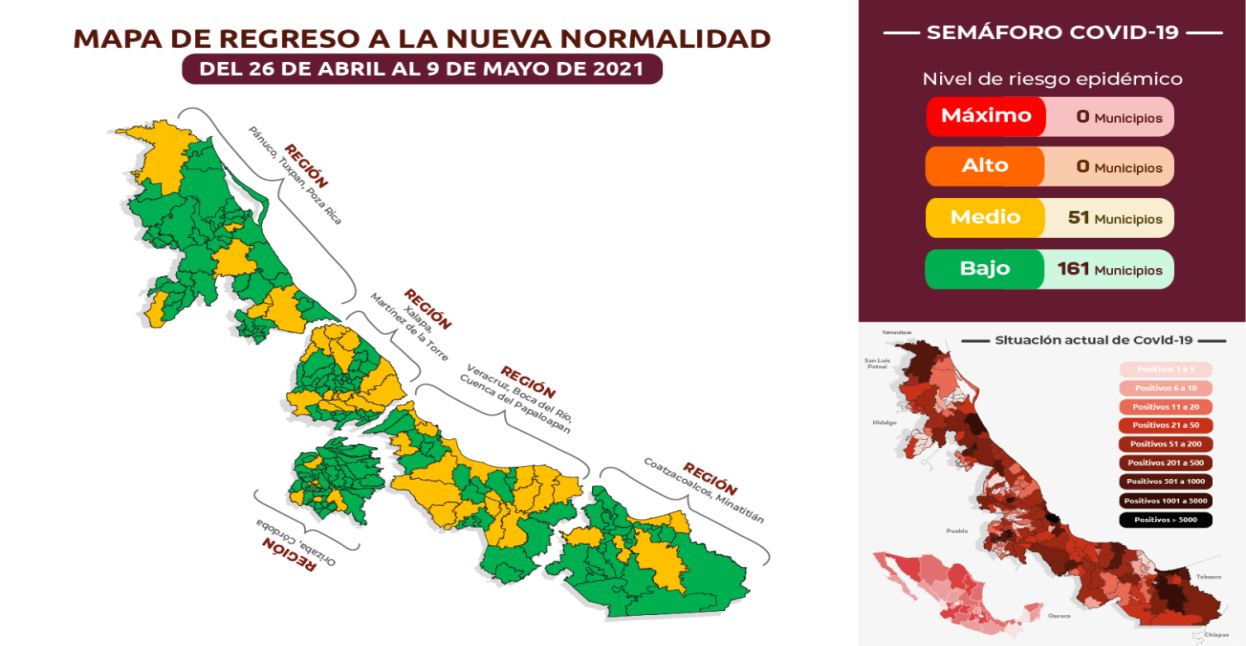 MAPA DE REGRESO A LA NUEVA NORMALIDAD
DEL 26 DE ABRIL AL 9 DE MAYO DE 2021
REGIÓN
Pánuco, Tuxpan, Poza Rica
REGIÓN
Xalapa,
Martínez de la Torre
REGIÓN
Veracruz, Boca del Río,
Cuenca del Papaloapan
REGIÓN
Coatzacoalcos, Minatitlán
REGIÓN
Orizaba, Córdoba
SEMÁFORO COVID-19
Nivel de riesgo epidémico
Máximo 0 Municipios
Alto 0 Municipios
Medio 51 Municipios
Bajo 161 Municipios
Situación actual de Covid-19
Tamaulipas
San Luis
Potosí
Hidalgo
Puebla
Tabasco
Oaxaca
Chiapas
Positivos 1 a 5
Positivos 6 a 10
Positivos 11 a 20
Positivos 21 a 50
Positivos 51 a 200
Positivos 201 a 500
Positivos 501 a 1000
Positivos 1001 a 5000
Positivos > 5000